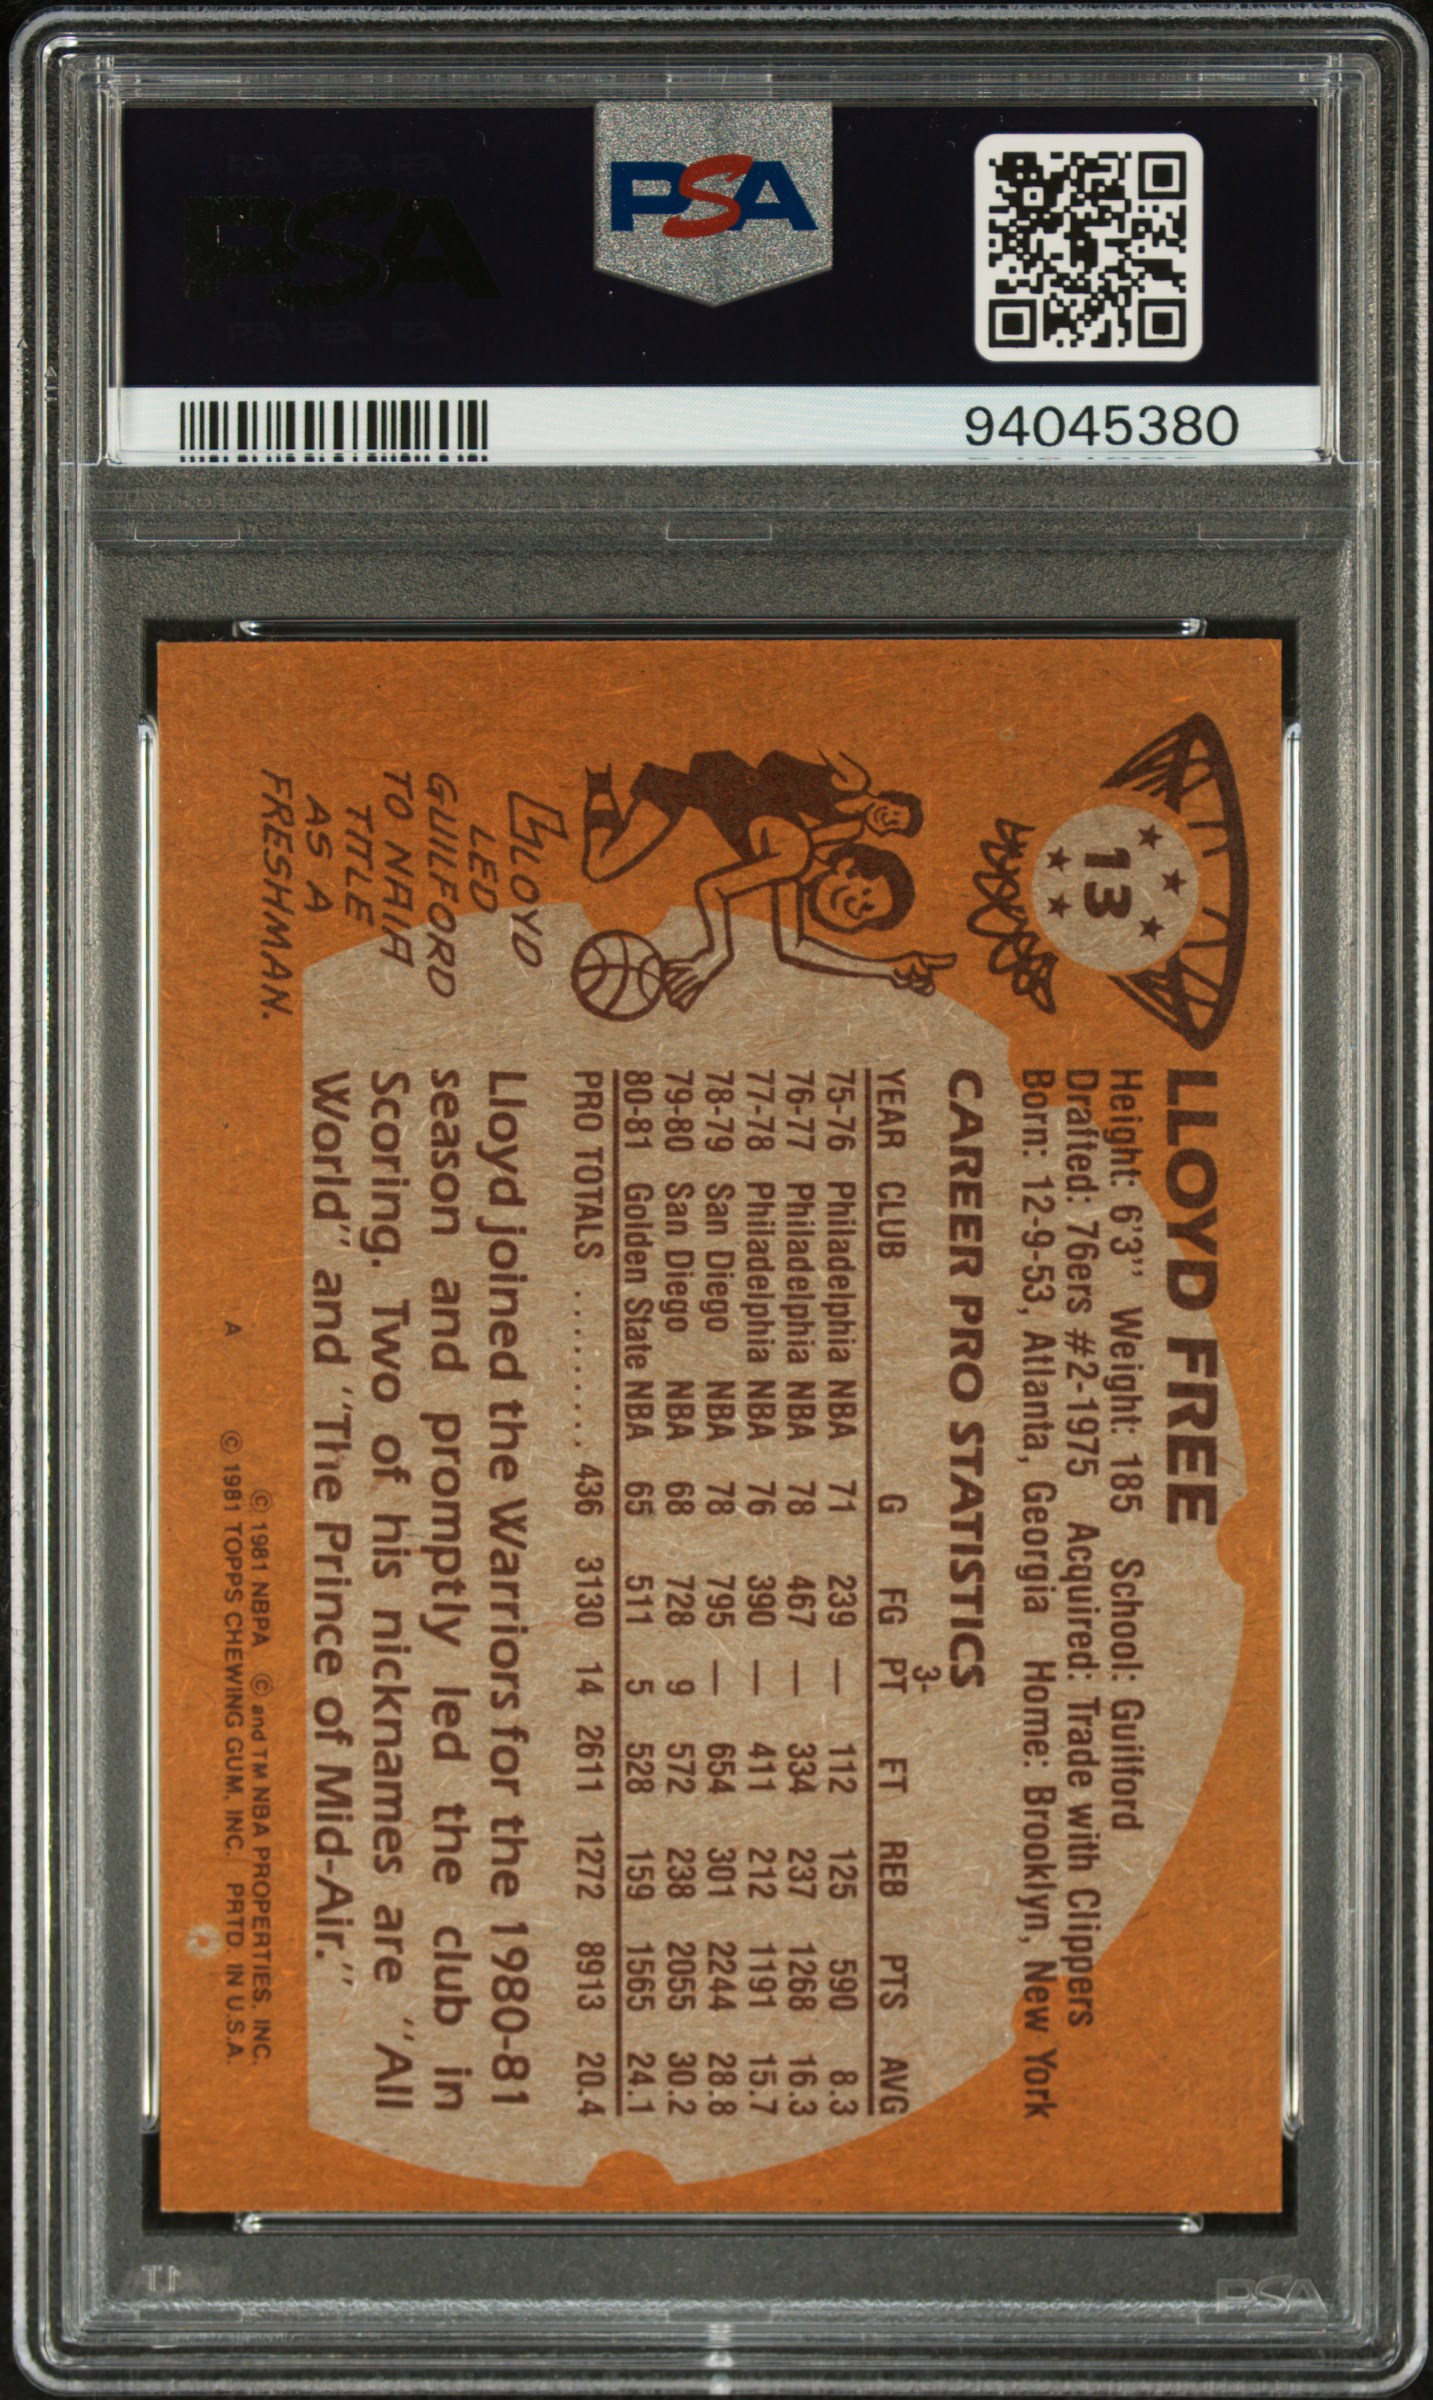 PSA
PSA
94045380
13
LLOYD FREE
Height: 6'3" Weight: 185 School: Guilford
Drafted: 76ers #2-1975 Acquired: Trade with Clippers
Born: 12-9-53, Atlanta, Georgia Home: Brooklyn, New York
CAREER PRO STATISTICS
YEAR CLUB G FG 3-PT FT REB PTS AVG
75-76 Philadelphia NBA 71 239 — 112 125 590 8.3
76-77 Philadelphia NBA 78 467 — 334 237 1268 16.3
77-78 Philadelphia NBA 76 390 — 411 212 1191 15.7
78-79 San Diego NBA 78 795 — 654 301 2244 28.8
79-80 San Diego NBA 68 728 9 572 238 2055 30.2
80-81 Golden State NBA 65 511 5 528 159 1565 24.1
PRO TOTALS ........ 436 3130 14 2611 1272 8913 20.4
LLOYD
LED
GUILFORD
TO NAIA
TITLE
AS A
FRESHMAN.
Lloyd joined the Warriors for the 1980-81
season and promptly led the club in
Scoring. Two of his nicknames are "All
World" and "The Prince of Mid-Air."
© 1981 NBPA © and TM NBA PROPERTIES, INC.
A © 1981 TOPPS CHEWING GUM, INC. PRTD. IN U.S.A.
PSA